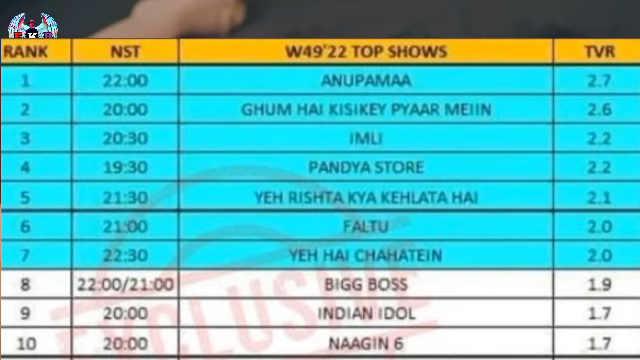 RANK NST W49'22 TOP SHOWS TVR
1 22:00 ANUPAMAA 2.7
2 20:00 GHUM HAI KISIKEY PYAAR MEIIN 2.6
3 20:30 IMLI 2.2
4 19:30 PANDYA STORE 2.2
5 21:30 YEH RISHTA KYA KEHLATA HAI 2.1
6 21:00 FALTU 2.0
7 22:30 YEH HAI CHAHATEIN 2.0
8 22:00/21:00 BIGG BOSS 1.9
9 20:00 INDIAN IDOL 1.7
10 20:00 NAAGIN 6 1.7
EXCLUSIVE